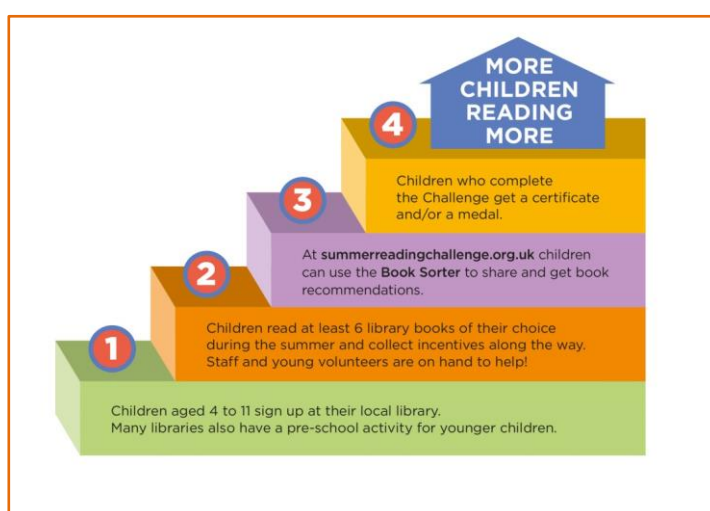 MORE
CHILDREN
READING
MORE
4
Children who complete
the Challenge get a certificate
and/or a medal.
3
At summerreadingchallenge.org.uk children
can use the Book Sorter to share and get book
recommendations.
2
Children read at least 6 library books of their choice
during the summer and collect incentives along the way.
Staff and young volunteers are on hand to help!
1
Children aged 4 to 11 sign up at their local library.
Many libraries also have a pre-school activity for younger children.